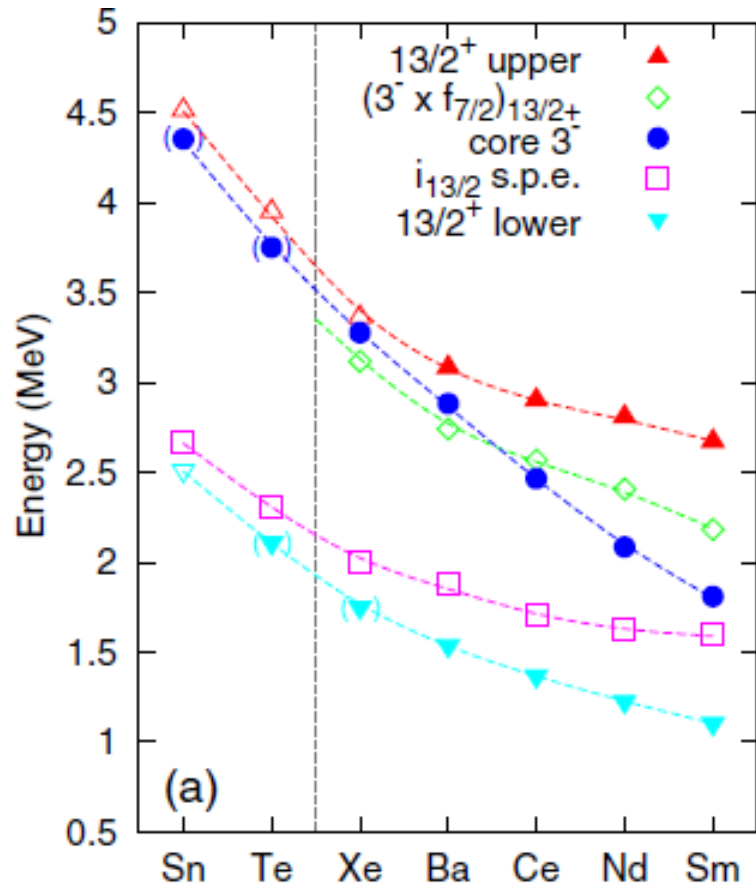 5
4.5
4
3.5
3
2.5
2
1.5
1
0.5
Energy (MeV)
13/2⁺ upper
(3⁻ x f₇/₂)₁₃/₂₊
core 3⁻
i₁₃/₂ s.p.e.
13/2⁺ lower
(a)
Sn Te Xe Ba Ce Nd Sm